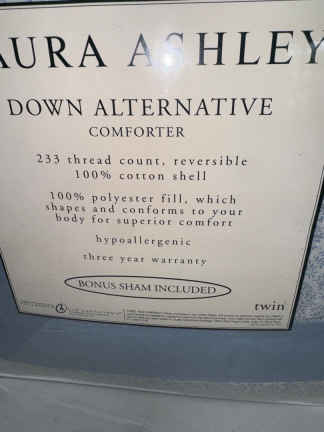 AURA ASHLEY
DOWN ALTERNATIVE
COMFORTER
233 thread count, reversible
100% cotton shell
100% polyester fill, which
shapes and conforms to your
body for superior comfort
hypoallergenic
three year warranty
BONUS SHAM INCLUDED
twin